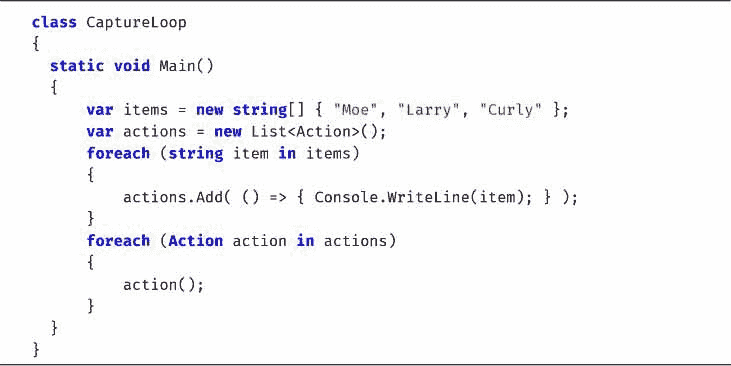 class CaptureLoop
{
  static void Main()
  {
      var items = new string[] { "Moe", "Larry", "Curly" };
      var actions = new List<Action>();
      foreach (string item in items)
      {
          actions.Add( () => { Console.WriteLine(item); } );
      }
      foreach (Action action in actions)
      {
          action();
      }
  }
}